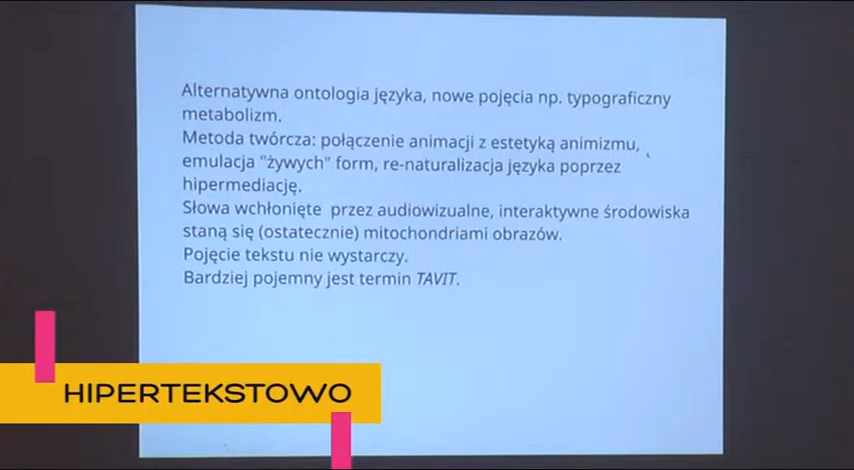 Alternatywna ontologia języka, nowe pojęcia np. typograficzny
metabolizm.
Metoda twórcza: połączenie animacji z estetyką animizmu,
emulacja "żywych" form, re-naturalizacja języka poprzez
hipermediację.
Słowa wchłonięte przez audiowizualne, interaktywne środowiska
staną się (ostatecznie) mitochondriami obrazów.
Pojęcie tekstu nie wystarczy.
Bardziej pojemny jest termin TAVIT.
HIPERTEKSTOWO